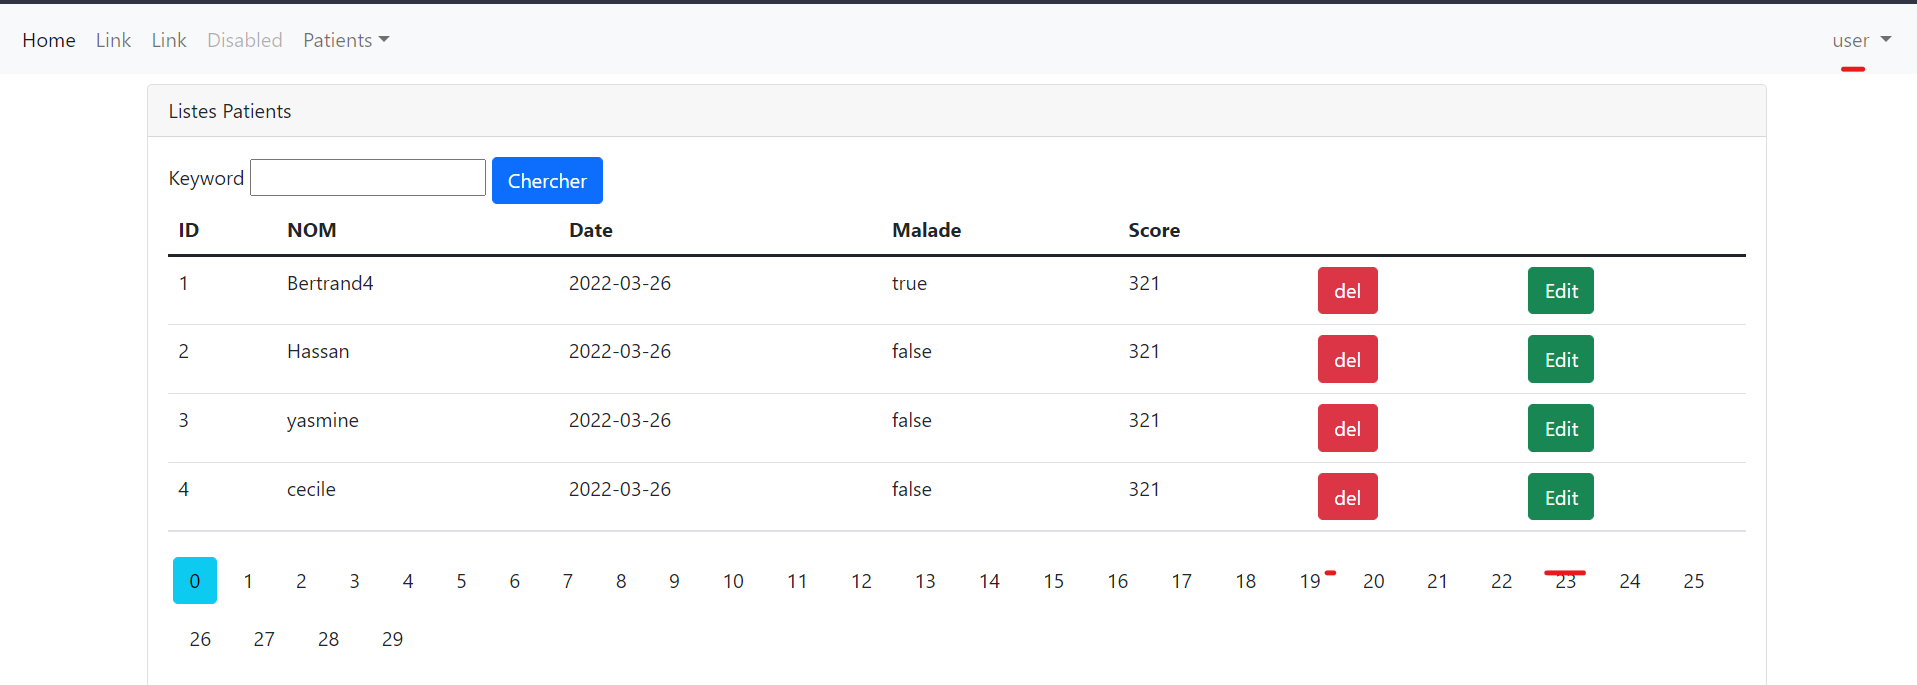 Home Link Link Disabled Patients user
Listes Patients
Keyword Chercher
ID NOM Date Malade Score
1 Bertrand4 2022-03-26 true 321 del Edit
2 Hassan 2022-03-26 false 321 del Edit
3 yasmine 2022-03-26 false 321 del Edit
4 cecile 2022-03-26 false 321 del Edit
0 1 2 3 4 5 6 7 8 9 10 11 12 13 14 15 16 17 18 19 20 21 22 23 24 25
26 27 28 29